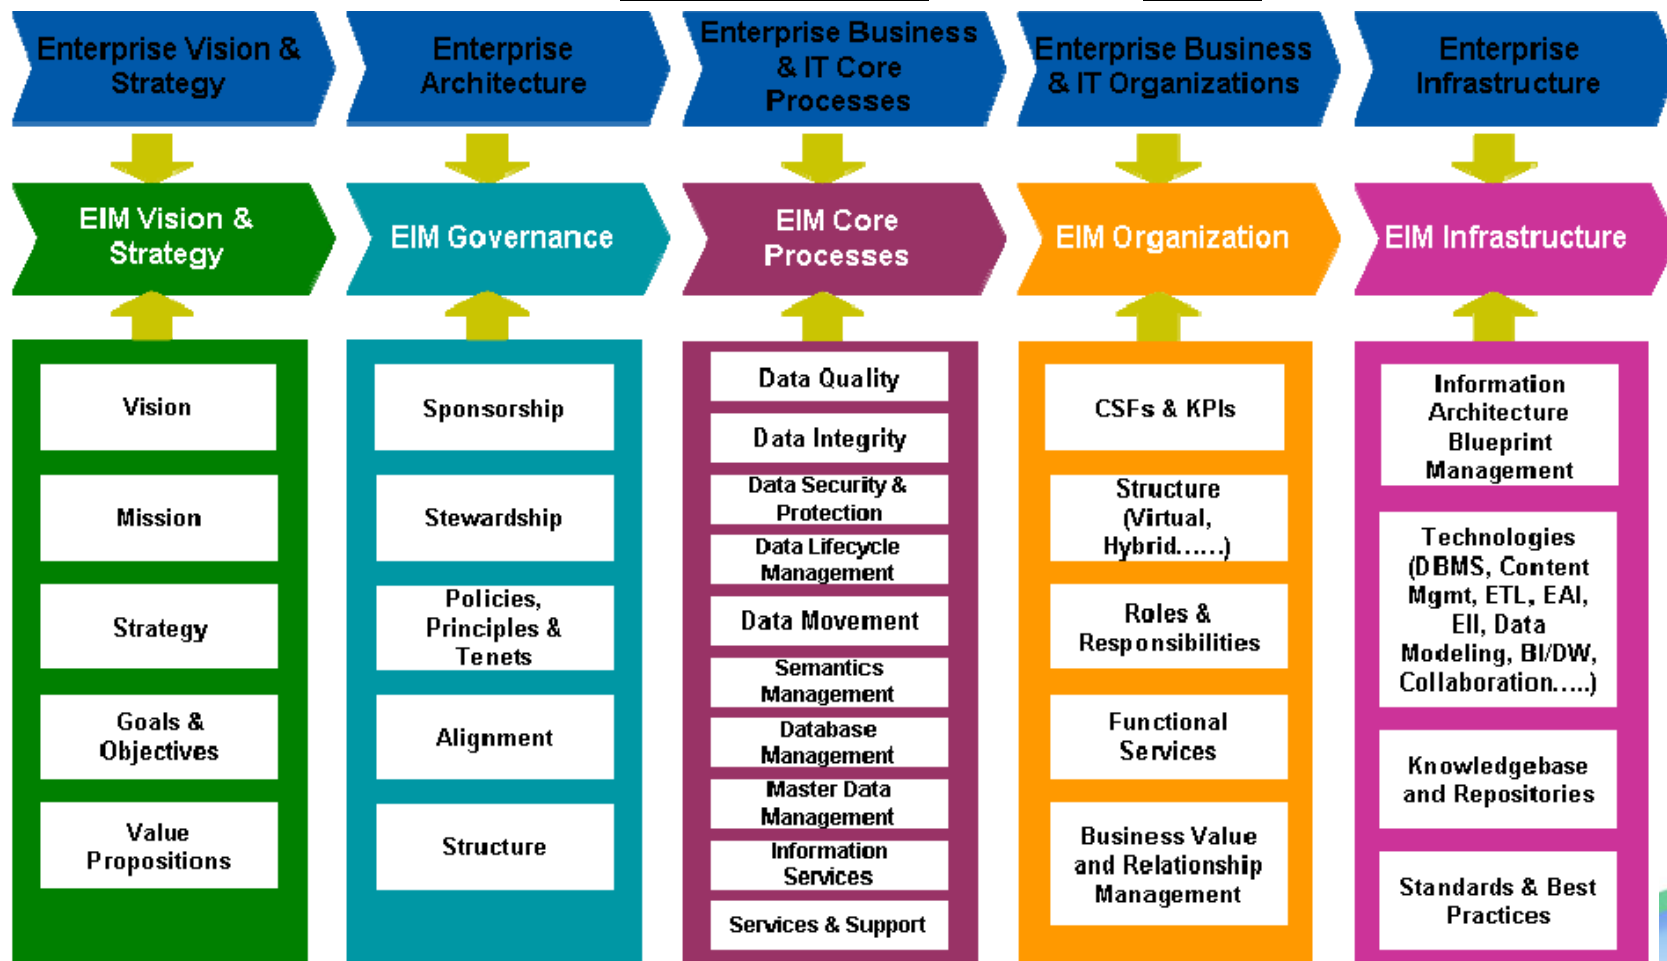 Enterprise Vision &
Strategy
Enterprise
Architecture
Enterprise Business
& IT Core
Processes
Enterprise Business
& IT Organizations
Enterprise
Infrastructure
EIM Vision &
Strategy
EIM Governance
EIM Core
Processes
EIM Organization
EIM Infrastructure
Vision
Mission
Strategy
Goals &
Objectives
Value
Propositions
Sponsorship
Stewardship
Policies,
Principles &
Tenets
Alignment
Structure
Data Quality
Data Integrity
Data Security &
Protection
Data Lifecycle
Management
Data Movement
Semantics
Management
Database
Management
Master Data
Management
Information
Services
Services & Support
CSFs & KPIs
Structure
(Virtual,
Hybrid......)
Roles &
Responsibilities
Functional
Services
Business Value
and Relationship
Management
Information
Architecture
Blueprint
Management
Technologies
(DBMS, Content
Mgmt, ETL, EAI,
EII, Data
Modeling, BI/DW,
Collaboration.....)
Knowledgebase
and Repositories
Standards & Best
Practices